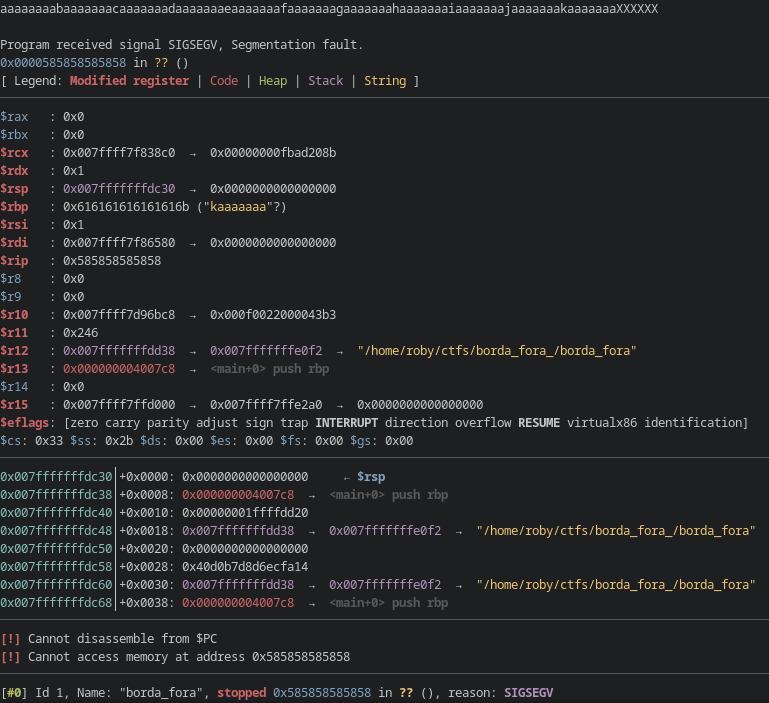 aaaaaaaabaaaaaaacaaaaaaadaaaaaaaeaaaaaaafaaaaaaagaaaaaaahaaaaaaaiaaaaaaajaaaaaaakaaaaaaaXXXXXX
Program received signal SIGSEGV, Segmentation fault.
0x0000585858585858 in ?? ()
[ Legend: Modified register | Code | Heap | Stack | String ]
$rax   : 0x0
$rbx   : 0x0
$rcx   : 0x007ffff7f838c0  →  0x00000000fbad208b
$rdx   : 0x1
$rsp   : 0x007fffffffdc30  →  0x0000000000000000
$rbp   : 0x616161616161616b ("kaaaaaaa"?)
$rsi   : 0x1
$rdi   : 0x007ffff7f86580  →  0x0000000000000000
$rip   : 0x585858585858
$r8    : 0x0
$r9    : 0x0
$r10   : 0x007ffff7d96bc8  →  0x000f0022000043b3
$r11   : 0x246
$r12   : 0x007fffffffdd38  →  0x007fffffffe0f2  →  "/home/roby/ctfs/borda_fora_/borda_fora"
$r13   : 0x000000004007c8  →  <main+0> push rbp
$r14   : 0x0
$r15   : 0x007ffff7ffd000  →  0x007ffff7ffe2a0  →  0x0000000000000000
$eflags: [zero carry parity adjust sign trap INTERRUPT direction overflow RESUME virtualx86 identification]
$cs: 0x33 $ss: 0x2b $ds: 0x00 $es: 0x00 $fs: 0x00 $gs: 0x00
0x007fffffffdc30│+0x0000: 0x0000000000000000     ← $rsp
0x007fffffffdc38│+0x0008: 0x000000004007c8  →  <main+0> push rbp
0x007fffffffdc40│+0x0010: 0x00000001ffffdd20
0x007fffffffdc48│+0x0018: 0x007fffffffdd38  →  0x007fffffffe0f2  →  "/home/roby/ctfs/borda_fora_/borda_fora"
0x007fffffffdc50│+0x0020: 0x0000000000000000
0x007fffffffdc58│+0x0028: 0x40d0b7d8d6ecfa14
0x007fffffffdc60│+0x0030: 0x007fffffffdd38  →  0x007fffffffe0f2  →  "/home/roby/ctfs/borda_fora_/borda_fora"
0x007fffffffdc68│+0x0038: 0x000000004007c8  →  <main+0> push rbp
[!] Cannot disassemble from $PC
[!] Cannot access memory at address 0x585858585858
[#0] Id 1, Name: "borda_fora", stopped 0x585858585858 in ?? (), reason: SIGSEGV